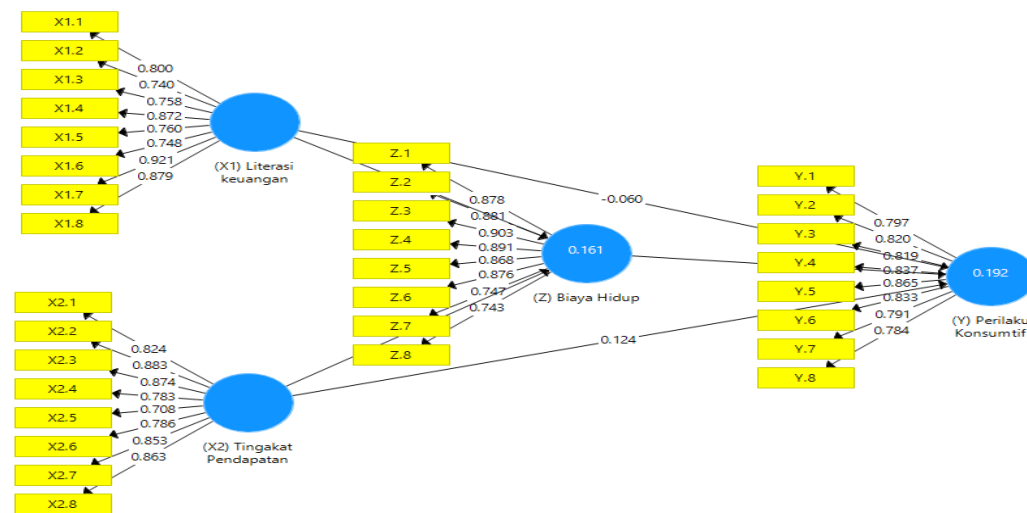 X1.1
X1.2
X1.3
X1.4
X1.5
X1.6
X1.7
X1.8
0.800
0.740
0.758
0.872
0.760
0.748
0.921
0.879
(X1) Literasi
keuangan
X2.1
X2.2
X2.3
X2.4
X2.5
X2.6
X2.7
X2.8
0.824
0.883
0.874
0.783
0.708
0.786
0.853
0.863
(X2) Tingakat
Pendapatan
Z.1
Z.2
Z.3
Z.4
Z.5
Z.6
Z.7
Z.8
0.878
0.881
0.903
0.891
0.868
0.876
0.747
0.743
0.161
(Z) Biaya Hidup
-0.060
0.124
Y.1
Y.2
Y.3
Y.4
Y.5
Y.6
Y.7
Y.8
0.797
0.820
0.819
0.837
0.865
0.833
0.791
0.784
0.192
(Y) Perilaku
Konsumtif